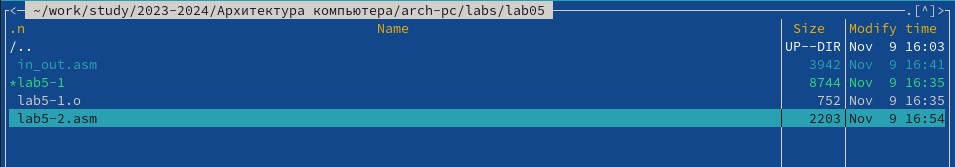 <─ ~/work/study/2023-2024/Архитектура компьютера/arch-pc/labs/lab05 .[^]>
.n Name Size Modify time
/.. UP--DIR Nov 9 16:03
in_out.asm 3942 Nov 9 16:41
*lab5-1 8744 Nov 9 16:35
lab5-1.o 752 Nov 9 16:35
lab5-2.asm 2203 Nov 9 16:54